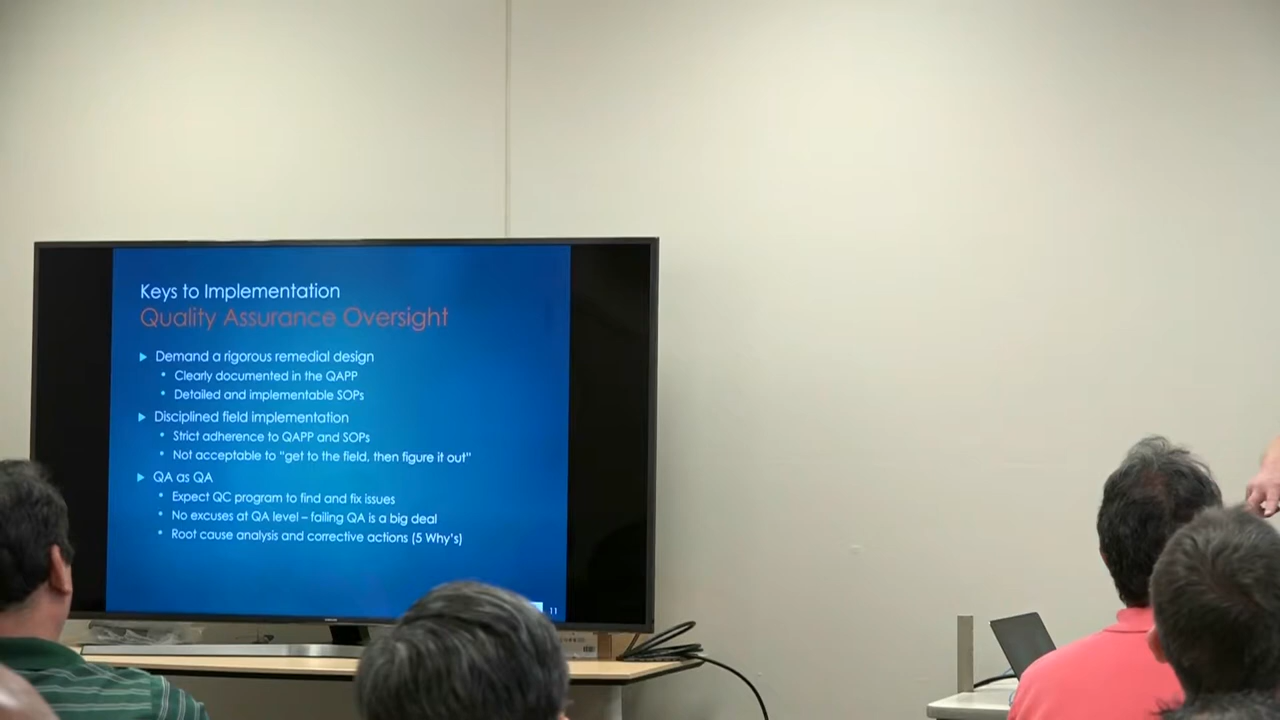 Keys to Implementation
Quality Assurance Oversight
Demand a rigorous remedial design
Clearly documented in the QAPP
Detailed and implementable SOPs
Disciplined field implementation
Strict adherence to QAPP and SOPs
Not acceptable to “get to the field, then figure it out”
QA as QA
Expect QC program to find and fix issues
No excuses at QA level – failing QA is a big deal
Root cause analysis and corrective actions (5 Why's)
11